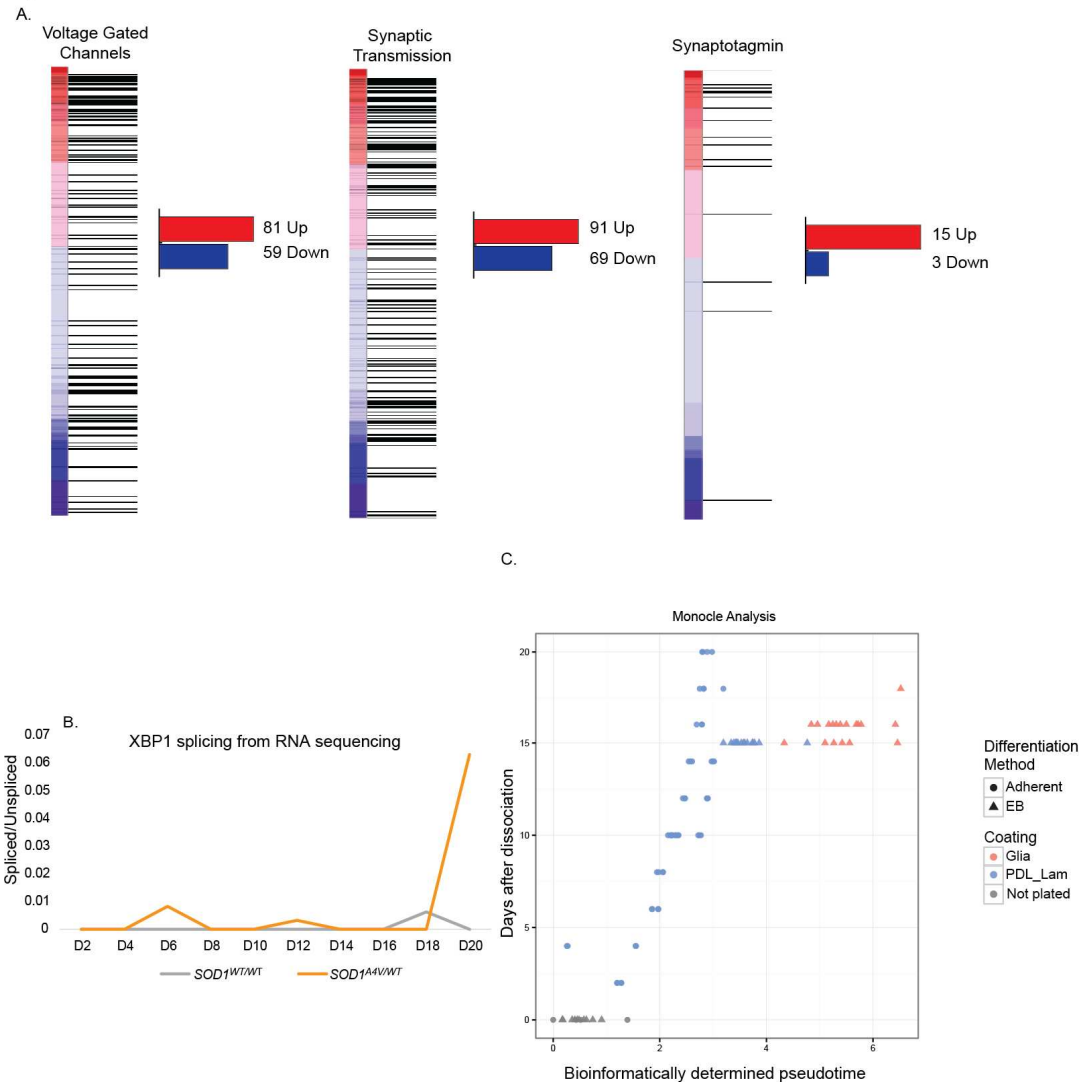 A.
Voltage Gated
Channels
Synaptic
Transmission
Synaptotagmin
81 Up
59 Down
91 Up
69 Down
15 Up
3 Down
B.
XBP1 splicing from RNA sequencing
Spliced/Unspliced
0.07
0.06
0.05
0.04
0.03
0.02
0.01
0
D2 D4 D6 D8 D10 D12 D14 D16 D18 D20
SOD1WT/WT SOD1A4V/WT
C.
Monocle Analysis
Days after dissociation
20
15
10
5
0
0 2 4 6
Bioinformatically determined pseudotime
Differentiation
Method
Adherent
EB
Coating
Glia
PDL_Lam
Not plated